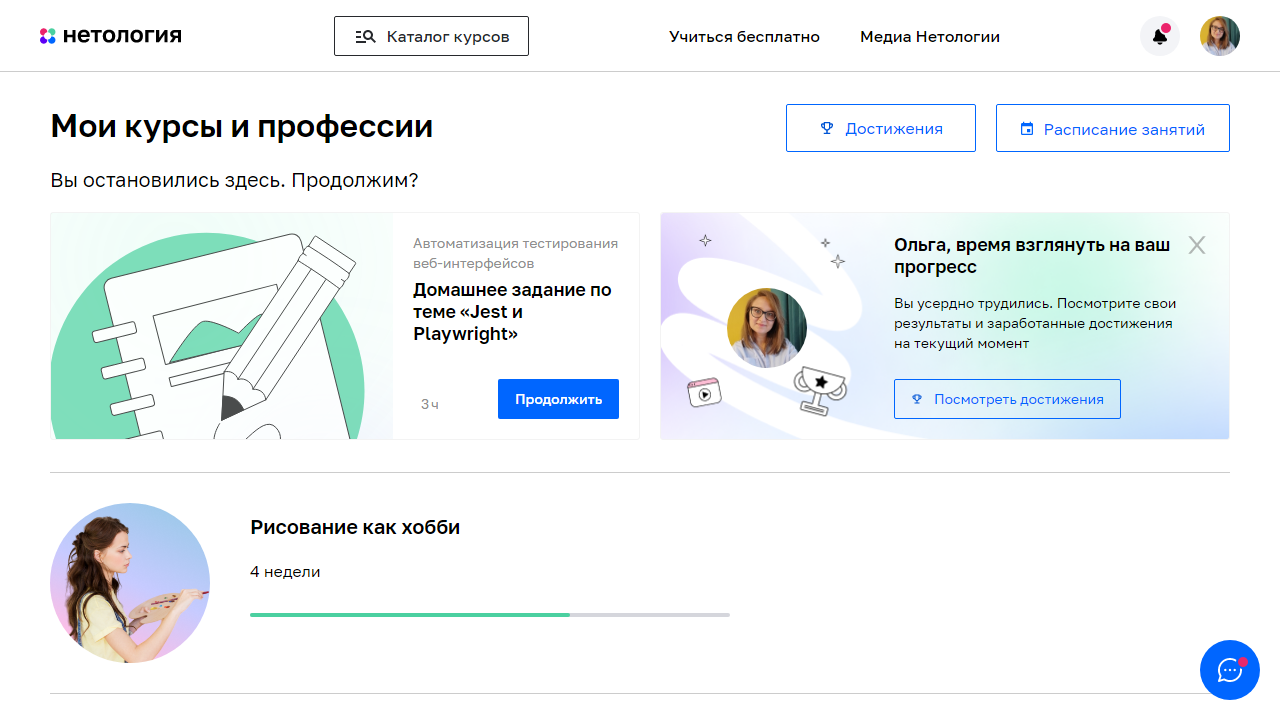 нетология
Каталог курсов
Учиться бесплатно
Медиа Нетологии
Мои курсы и профессии
Достижения
Расписание занятий
Вы остановились здесь. Продолжим?
Автоматизация тестирования
веб-интерфейсов
Домашнее задание по
теме «Jest и
Playwright»
3 ч
Продолжить
Ольга, время взглянуть на ваш
прогресс
Вы усердно трудились. Посмотрите свои
результаты и заработанные достижения
на текущий момент
Посмотреть достижения
Рисование как хобби
4 недели